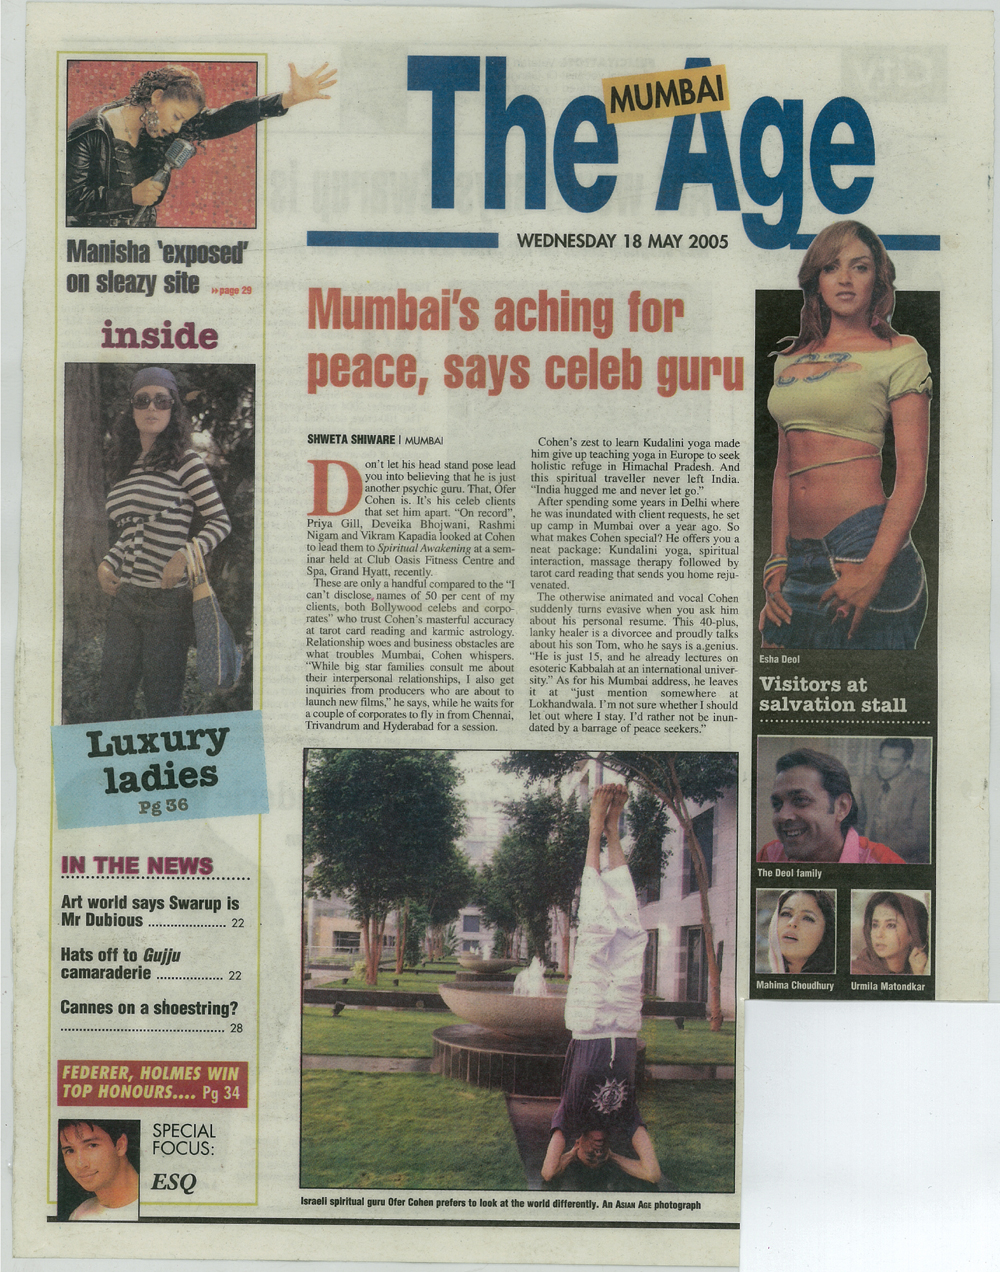 The Age
MUMBAI
WEDNESDAY 18 MAY 2005
Manisha 'exposed'
on sleazy site ▸▸page 29
inside
Luxury
ladies
Pg 36
IN THE NEWS
Art world says Swarup is
Mr Dubious ..................... 22
Hats off to Gujju
camaraderie .................. 22
Cannes on a shoestring?
............................................ 28
FEDERER, HOLMES WIN
TOP HONOURS.... Pg 34
SPECIAL
FOCUS:
ESQ
Mumbai's aching for
peace, says celeb guru
SHWETA SHIWARE | MUMBAI
Don't let his head stand pose lead
you into believing that he is just
another psychic guru. That, Ofer
Cohen is. It's his celeb clients
that set him apart. "On record",
Priya Gill, Deveika Bhojwani, Rashmi
Nigam and Vikram Kapadia looked at Cohen
to lead them to Spiritual Awakening at a sem-
inar held at Club Oasis Fitness Centre and
Spa, Grand Hyatt, recently.
These are only a handful compared to the "I
can't disclose names of 50 per cent of my
clients, both Bollywood celebs and corpo-
rates" who trust Cohen's masterful accuracy
at tarot card reading and karmic astrology.
Relationship woes and business obstacles are
what troubles Mumbai, Cohen whispers.
"While big star families consult me about
their interpersonal relationships, I also get
inquiries from producers who are about to
launch new films," he says, while he waits for
a couple of corporates to fly in from Chennai,
Trivandrum and Hyderabad for a session.
Cohen's zest to learn Kudalini yoga made
him give up teaching yoga in Europe to seek
holistic refuge in Himachal Pradesh. And
this spiritual traveller never left India.
"India hugged me and never let go."
After spending some years in Delhi where
he was inundated with client requests, he set
up camp in Mumbai over a year ago. So
what makes Cohen special? He offers you a
neat package: Kundalini yoga, spiritual
interaction, massage therapy followed by
tarot card reading that sends you home reju-
venated.
The otherwise animated and vocal Cohen
suddenly turns evasive when you ask him
about his personal resume. This 40-plus,
lanky healer is a divorcee and proudly talks
about his son Tom, who he says is a.genius.
"He is just 15, and he already lectures on
esoteric Kabbalah at an international univer-
sity." As for his Mumbai address, he leaves
it at "just mention somewhere at
Lokhandwala. I'm not sure whether I should
let out where I stay. I'd rather not be inun-
dated by a barrage of peace seekers."
Israeli spiritual guru Ofer Cohen prefers to look at the world differently. An ASIAN AGE photograph
Esha Deol
Visitors at
salvation stall
The Deol family
Mahima Choudhury
Urmila Matondkar